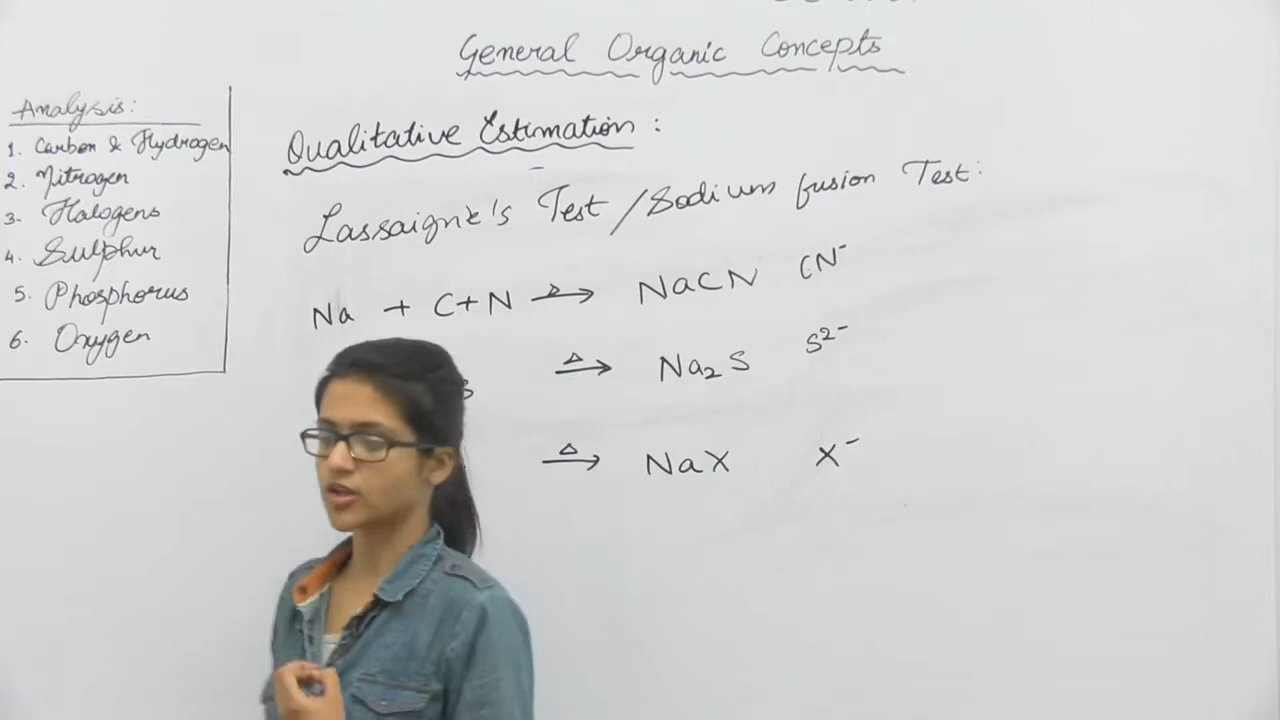 General Organic Concepts
Analysis:
1. Carbon & Hydrogen
2. Nitrogen
3. Halogens
4. Sulphur
5. Phosphorus
6. Oxygen
Qualitative Estimation:
Lassaigne's Test / Sodium fusion Test:
Na + C+N Δ→ NaCN CN⁻
s Δ→ Na₂S S²⁻
Δ→ NaX X⁻